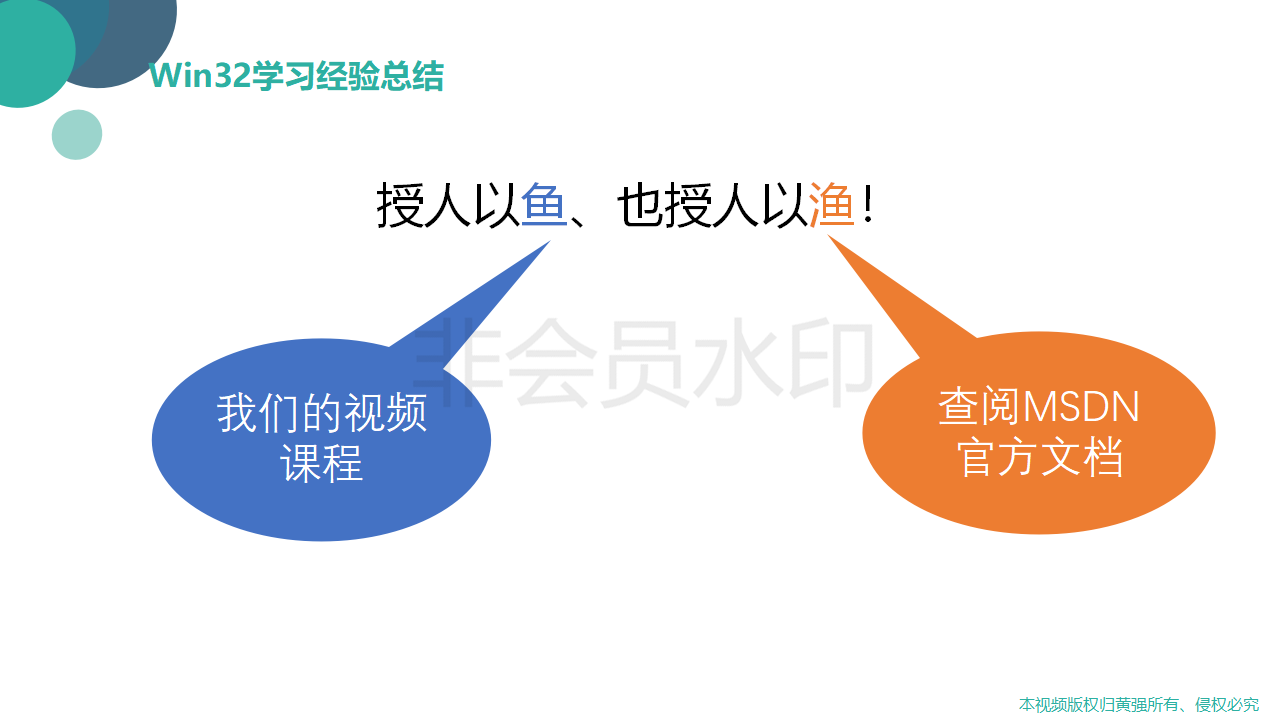 Win32学习经验总结
授人以鱼、也授人以渔！
非会员水印
我们的视频
课程
查阅MSDN
官方文档
本视频版权归黄强所有、侵权必究